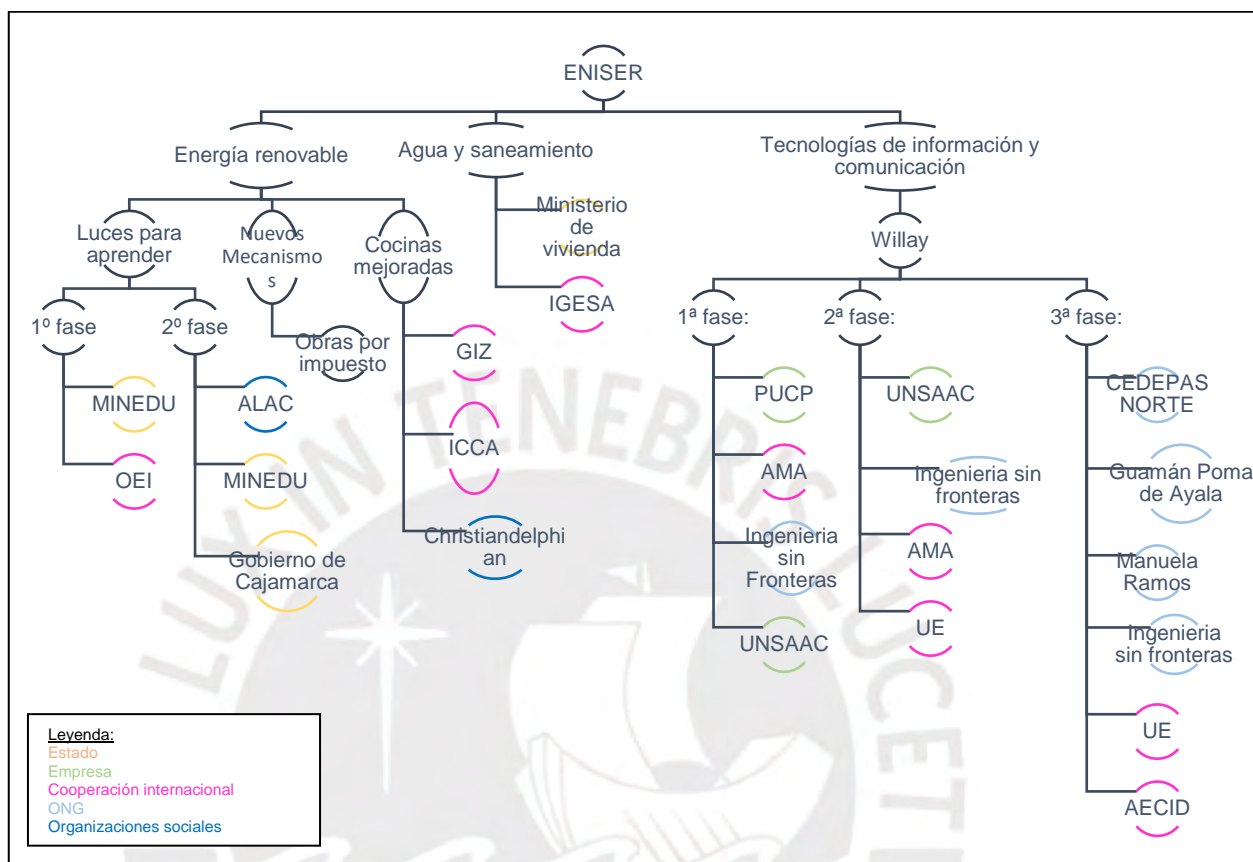 ENISER
Energía renovable
Agua y saneamiento
Tecnologías de información y
comunicación
Luces para
aprender
Nuevos
Mecanismo
s
Cocinas
mejoradas
Ministerio
de
vivienda
IGESA
Willay
1º fase
2º fase
Obras por
impuesto
GIZ
ICCA
Christiandelphi
an
MINEDU
OEI
ALAC
MINEDU
Gobierno de
Cajamarca
1ª fase:
2ª fase:
3ª fase:
PUCP
AMA
Ingenieria
sin
Fronteras
UNSAAC
UNSAAC
Ingenieria sin
fronteras
AMA
UE
CEDEPAS
NORTE
Guamán Poma
de Ayala
Manuela
Ramos
Ingenieria
sin fronteras
UE
AECID
Leyenda:
Estado
Empresa
Cooperación internacional
ONG
Organizaciones sociales
LUX IN TENEBRIS LUCET